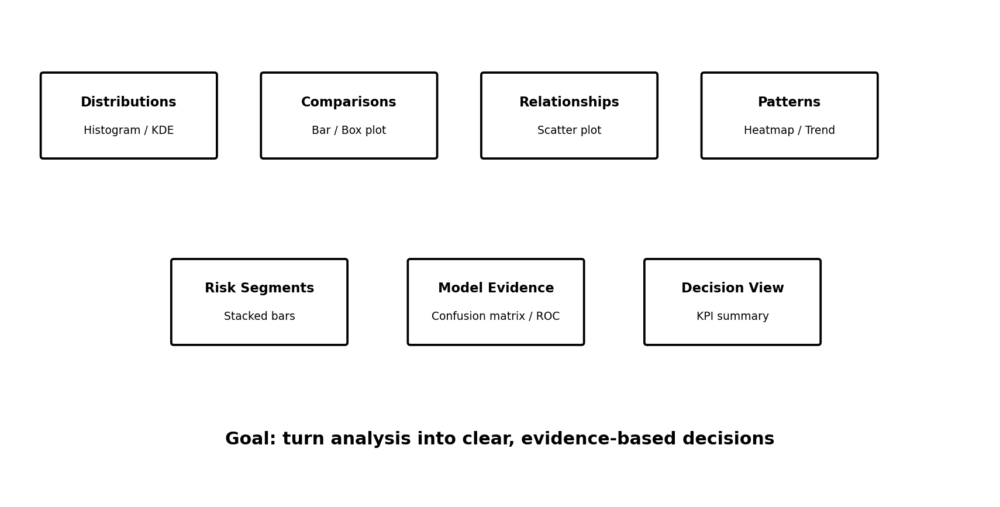 Distributions
Histogram / KDE
Comparisons
Bar / Box plot
Relationships
Scatter plot
Patterns
Heatmap / Trend
Risk Segments
Stacked bars
Model Evidence
Confusion matrix / ROC
Decision View
KPI summary
Goal: turn analysis into clear, evidence-based decisions